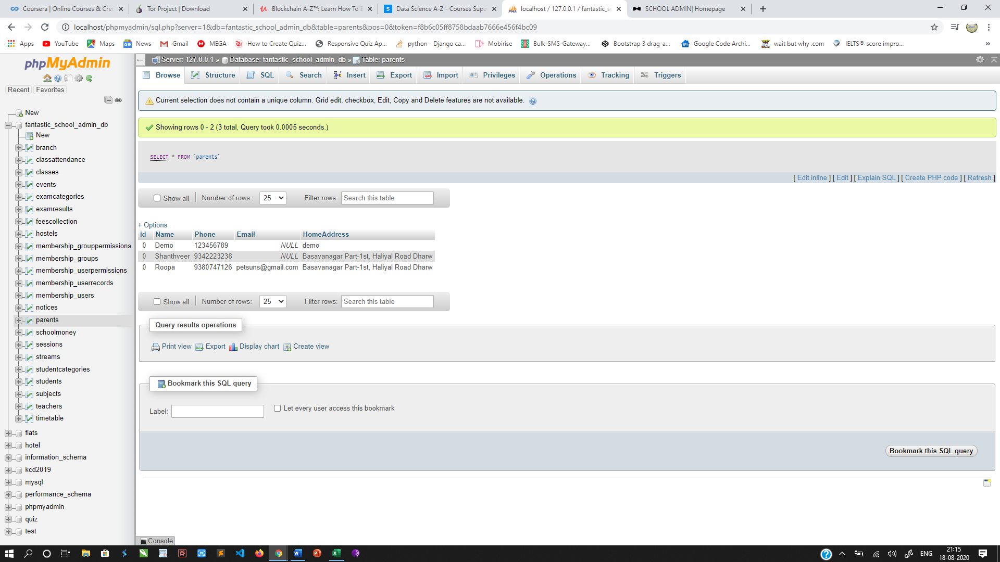 Coursera | Online Courses & Cre
Tor Project | Download
Blockchain A-Z™: Learn How To
Data Science A-Z - Courses Supe
localhost / 127.0.0.1 / fantastic_s
SCHOOL ADMIN| Homepage
localhost/phpmyadmin/sql.php?server=1&db=fantastic_school_admin_db&table=parents&pos=0&token=f8b6c05ff8758bdaab7666e456f4bc09
Apps YouTube Maps News Gmail MEGA How to Create Quiz... Responsive Quiz Ap... python - Django ca... Mobirise Bulk-SMS-Gateway... Bootstrap 3 drag-a... Google Code Archi... wait but why .com IELTS® score impro... »
phpMyAdmin
Recent Favorites
New
fantastic_school_admin_db
New
branch
classattendance
classes
events
examcategories
examresults
feescollection
hostels
membership_grouppermissions
membership_groups
membership_userpermissions
membership_userrecords
membership_users
notices
parents
schoolmoney
sessions
streams
studentcategories
students
subjects
teachers
timetable
flats
hotel
information_schema
kcd2019
mysql
performance_schema
phpmyadmin
quiz
test
Server: 127.0.0.1 » Database: fantastic_school_admin_db » Table: parents
Browse Structure SQL Search Insert Export Import Privileges Operations Tracking Triggers
Current selection does not contain a unique column. Grid edit, checkbox, Edit, Copy and Delete features are not available.
Showing rows 0 - 2 (3 total, Query took 0.0005 seconds.)
SELECT * FROM `parents`
[ Edit inline ] [ Edit ] [ Explain SQL ] [ Create PHP code ] [ Refresh ]
Show all Number of rows: 25 Filter rows: Search this table
+ Options
id Name Phone Email HomeAddress
0 Demo 123456789 NULL demo
0 Shanthveer 9342223238 NULL Basavanagar Part-1st, Haliyal Road Dharw
0 Roopa 9380747126 petsuns@gmail.com Basavanagar Part-1st, Haliyal Road Dharw
Show all Number of rows: 25 Filter rows: Search this table
Query results operations
Print view Export Display chart Create view
Bookmark this SQL query
Label: Let every user access this bookmark
Bookmark this SQL query
Console
ENG
21:15
18-08-2020